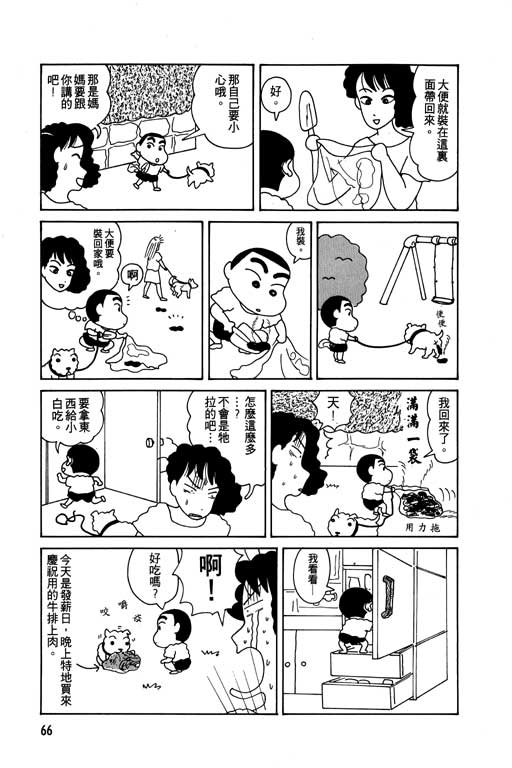 大便就裝在這裏
面帶回來。
好。
那自己要小
心哦。
那是媽
媽要跟
你講的
吧！
便
便
我裝。
啊
大便要
裝回家哦。
我回來了。
滿滿一袋
用力拖
天！
怎麼這麼多
…？
不會是牠
拉的吧…
要拿東
西給小
白吃。
我看看—
啊！
好吃嗎？
咬
嚼
今天是發薪日，晚上特地買來
慶祝用的牛排上肉。
66